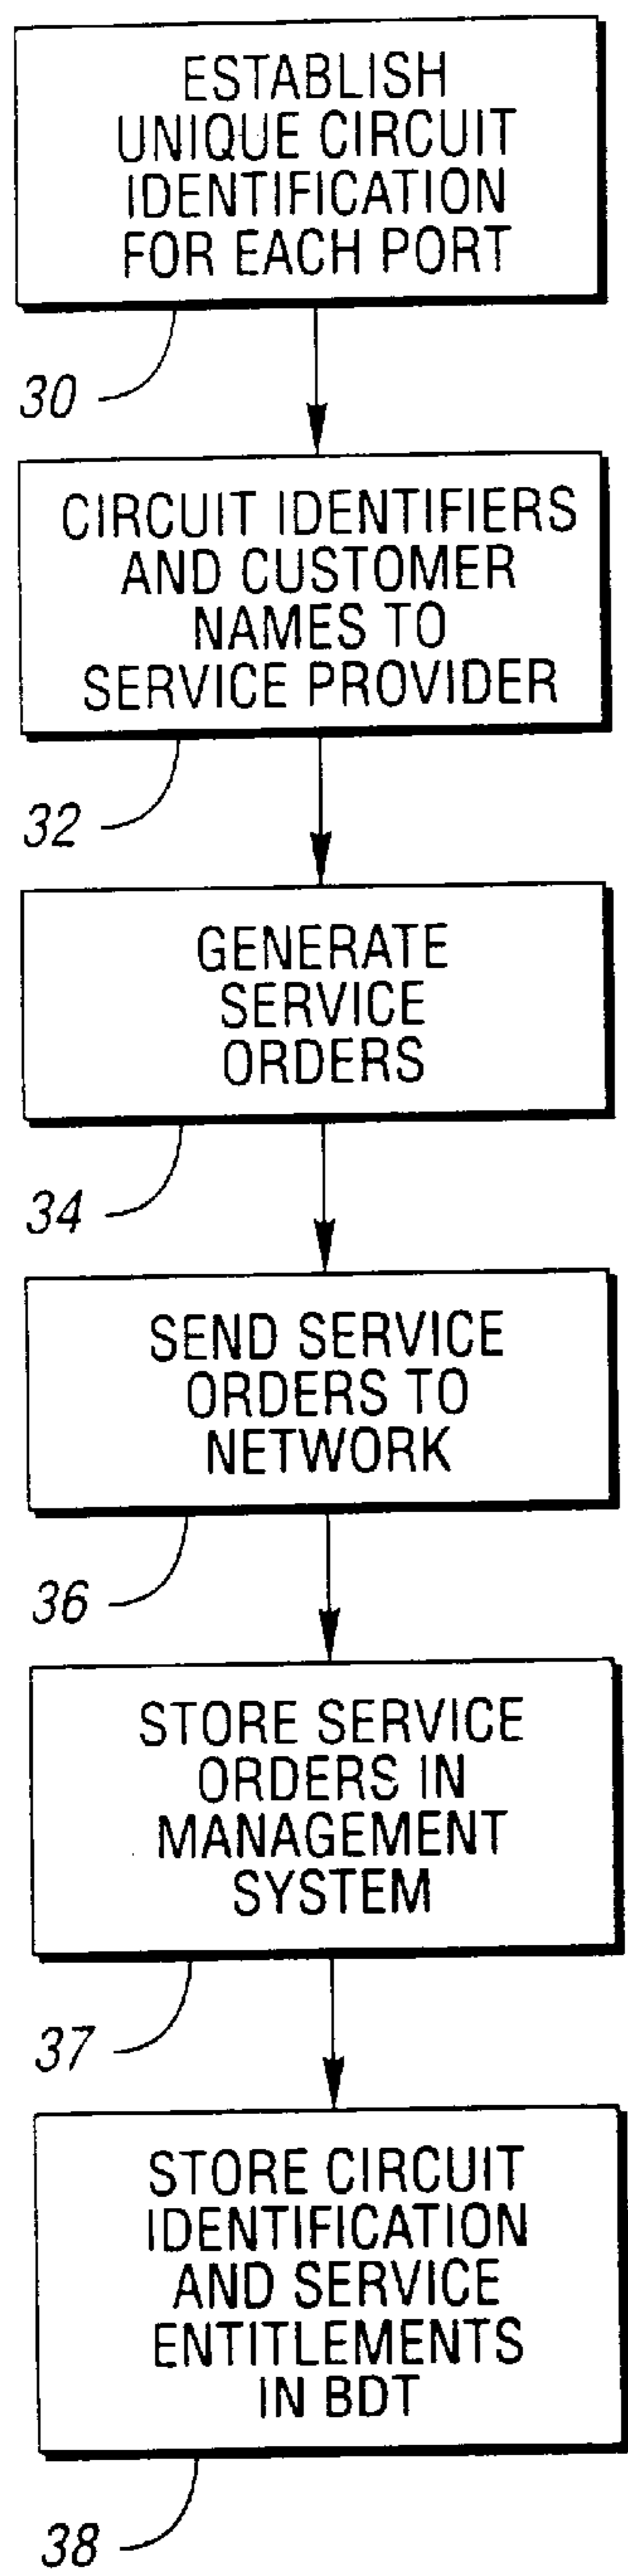 ESTABLISH
UNIQUE CIRCUIT
IDENTIFICATION
FOR EACH PORT
30
CIRCUIT IDENTIFIERS
AND CUSTOMER
NAMES TO
SERVICE PROVIDER
32
GENERATE
SERVICE
ORDERS
34
SEND SERVICE
ORDERS TO
NETWORK
36
STORE SERVICE
ORDERS IN
MANAGEMENT
SYSTEM
37
STORE CIRCUIT
IDENTIFICATION
AND SERVICE
ENTITLEMENTS
IN BDT
38